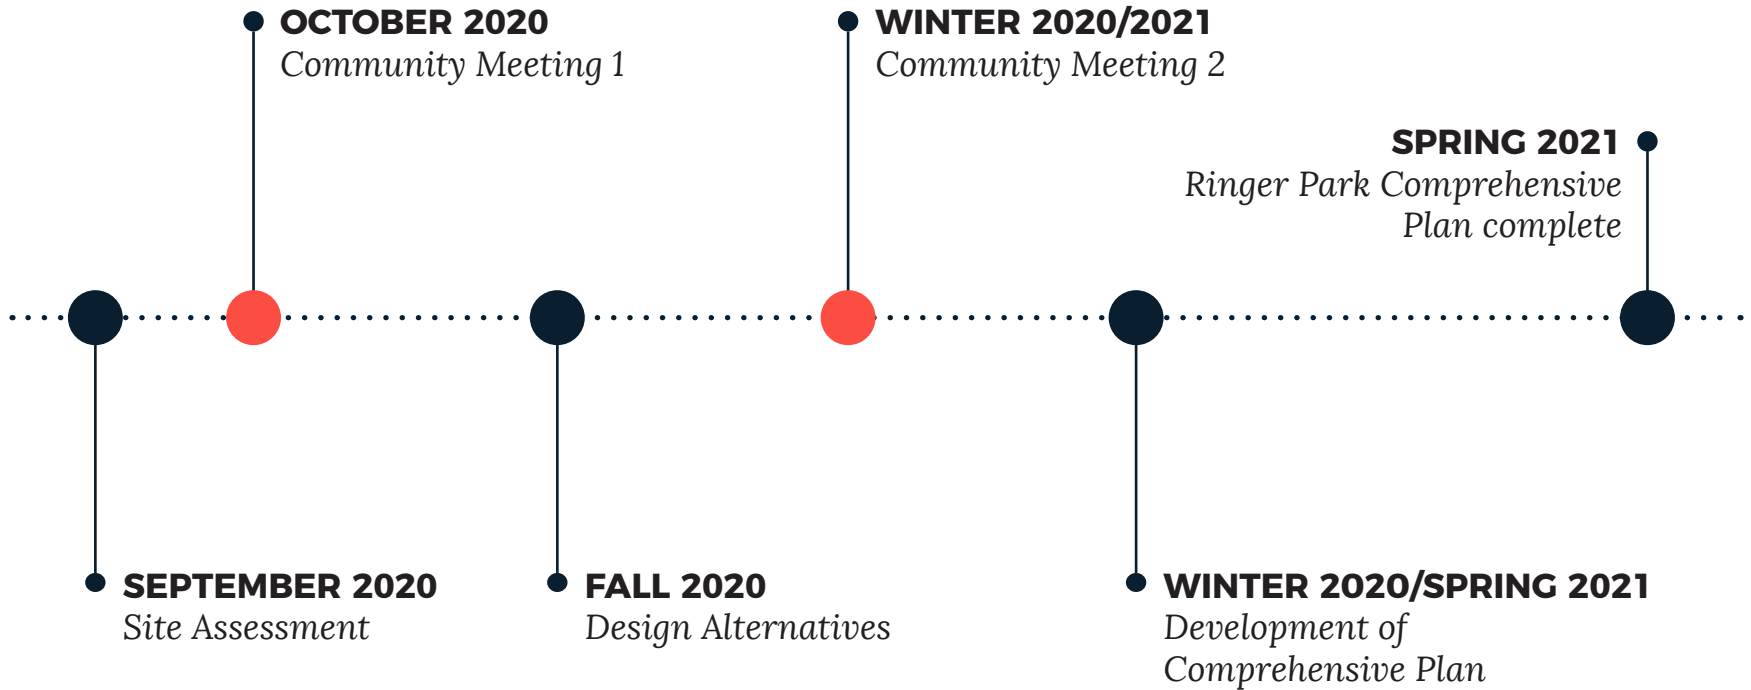 OCTOBER 2020
Community Meeting 1
WINTER 2020/2021
Community Meeting 2
SPRING 2021
Ringer Park Comprehensive
Plan complete
SEPTEMBER 2020
Site Assessment
FALL 2020
Design Alternatives
WINTER 2020/SPRING 2021
Development of
Comprehensive Plan